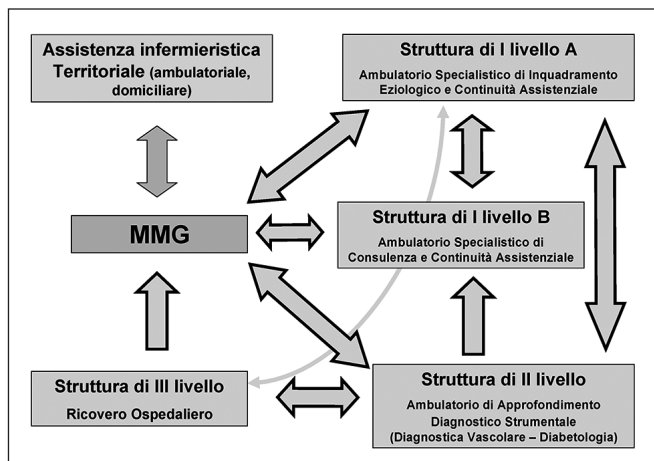 Assistenza infermieristica
Territoriale (ambulatoriale,
domiciliare)
Struttura di I livello A
Ambulatorio Specialistico di Inquadramento
Eziologico e Continuità Assistenziale
MMG
Struttura di I livello B
Ambulatorio Specialistico di
Consulenza e Continuità Assistenziale
Struttura di III livello
Ricovero Ospedaliero
Struttura di II livello
Ambulatorio di Approfondimento
Diagnostico Strumentale
(Diagnostica Vascolare – Diabetologia)